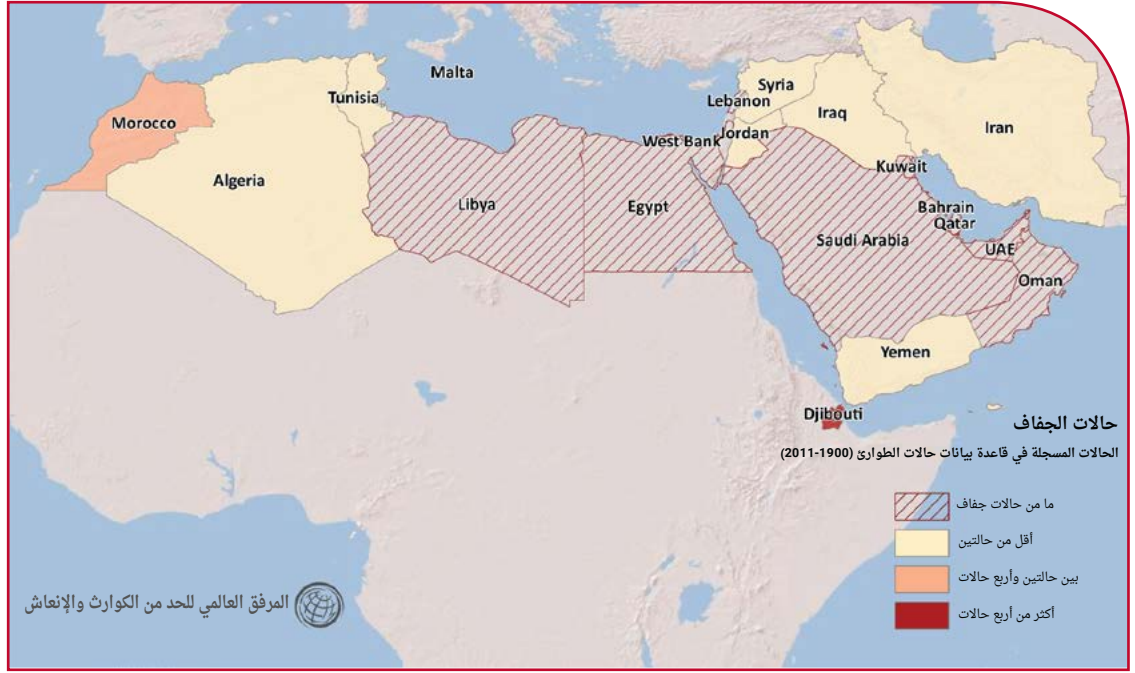 Malta
Tunisia
Morocco
Algeria
Libya
Egypt
West Bank
Lebanon
Syria
Jordan
Iraq
Iran
Kuwait
Bahrain
Qatar
Saudi Arabia
UAE
Oman
Yemen
Djibouti
حالات الجفاف
الحالات المسجلة في قاعدة بيانات حالات الطوارئ (1900-2011)
ما من حالات جفاف
أقل من حالتين
بين حالتين وأربع حالات
أكثر من أربع حالات
المرفق العالمي للحد من الكوارث والإنعاش